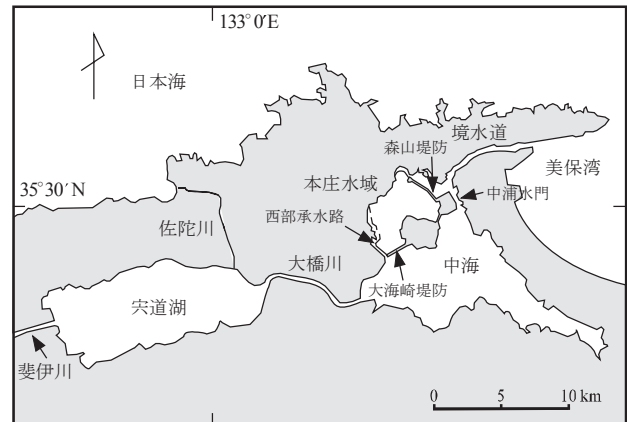 133°0′E
日本海
境水道
森山堤防
美保湾
本庄水域
35°30′N
中浦水門
西部承水路
佐陀川
大橋川
中海
大海崎堤防
宍道湖
斐伊川
0 5 10 km